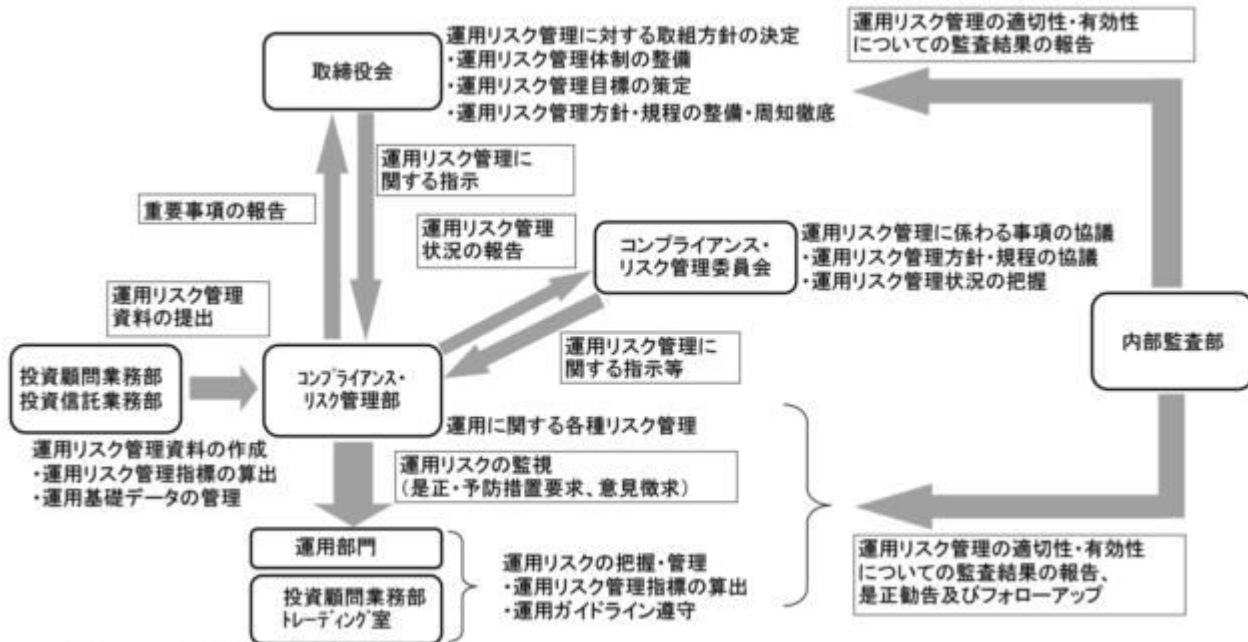 取締役会
運用リスク管理に対する取組方針の決定
・運用リスク管理体制の整備
・運用リスク管理目標の策定
・運用リスク管理方針・規程の整備・周知徹底
運用リスク管理の適切性・有効性
についての監査結果の報告
運用リスク管理に
関する指示
重要事項の報告
運用リスク管理
状況の報告
コンプライアンス・
リスク管理委員会
運用リスク管理に係わる事項の協議
・運用リスク管理方針・規程の協議
・運用リスク管理状況の把握
運用リスク管理
資料の提出
運用リスク管理に
関する指示等
内部監査部
投資顧問業務部
投資信託業務部
コンプライアンス・
リスク管理部
運用に関する各種リスク管理
運用リスク管理資料の作成
・運用リスク管理指標の算出
・運用基礎データの管理
運用リスクの監視
(是正・予防措置要求、意見徴求)
運用部門
投資顧問業務部
トレーディング室
運用リスクの把握・管理
・運用リスク管理指標の算出
・運用ガイドライン遵守
運用リスク管理の適切性・有効性
についての監査結果の報告、
是正勧告及びフォローアップ